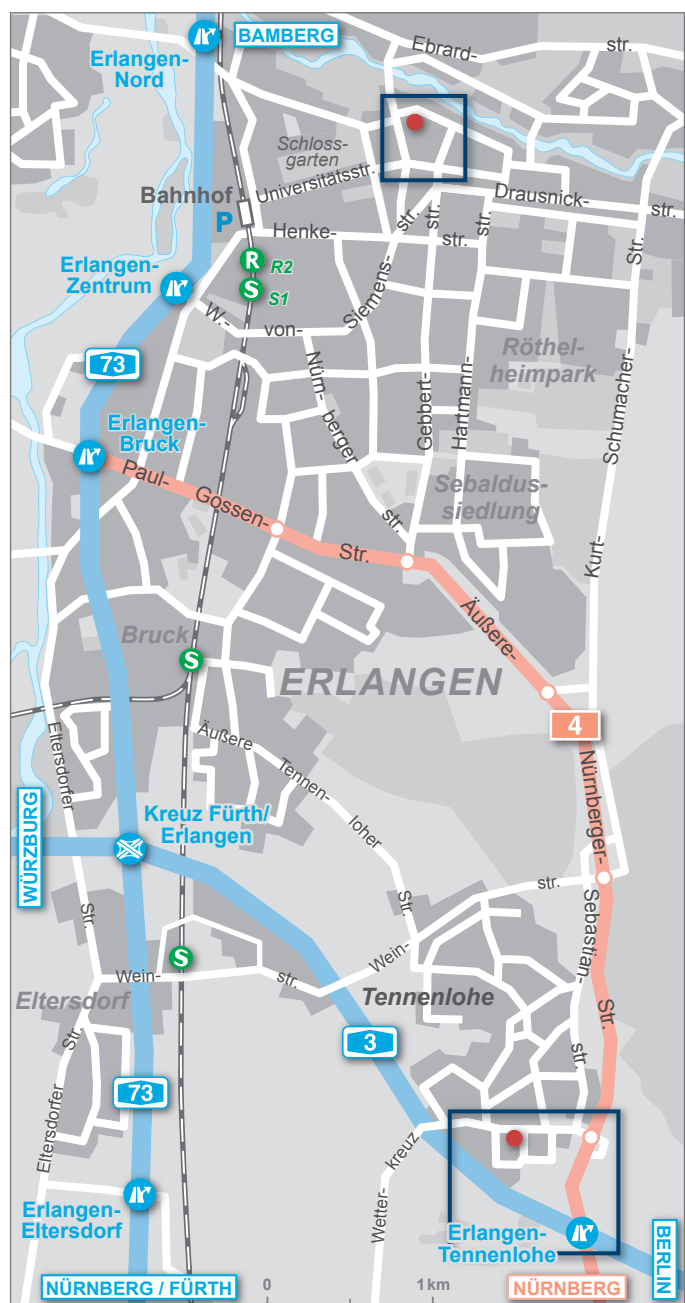 Erlangen-
Nord
BAMBERG
Ebrard-
str.
Schloss-
garten
Bahnhof
P
Universitätsstr.
Drausnick-
str.
Henke-
str.
str.
str.
str.
Str.
R
R2
S
S1
Erlangen-
Zentrum
W.-
von-
Siemens-
Nürn-
berger
str.
Gebbert-
Hartmann-
Röthel-
heimpark
Schumacher-
73
Erlangen-
Bruck
Paul-
Gossen-
Str.
Sebaldus-
siedlung
Kurt-
Äußere-
Bruck
S
ERLANGEN
4
Nürnberger-
Eltersdorfer
Äußere
Tennen-
loher
Str.
WÜRZBURG
Kreuz Fürth/
Erlangen
str.
Sebastian-
Str.
S
Wein-
str.
Wein-
Eltersdorf
Tennenlohe
Str.
str.
Str.
3
73
Eltersdorfer
kreuz
Wetter-
Erlangen-
Eltersdorf
Erlangen-
Tennenlohe
BERLIN
NÜRNBERG / FÜRTH
0
1 km
NÜRNBERG